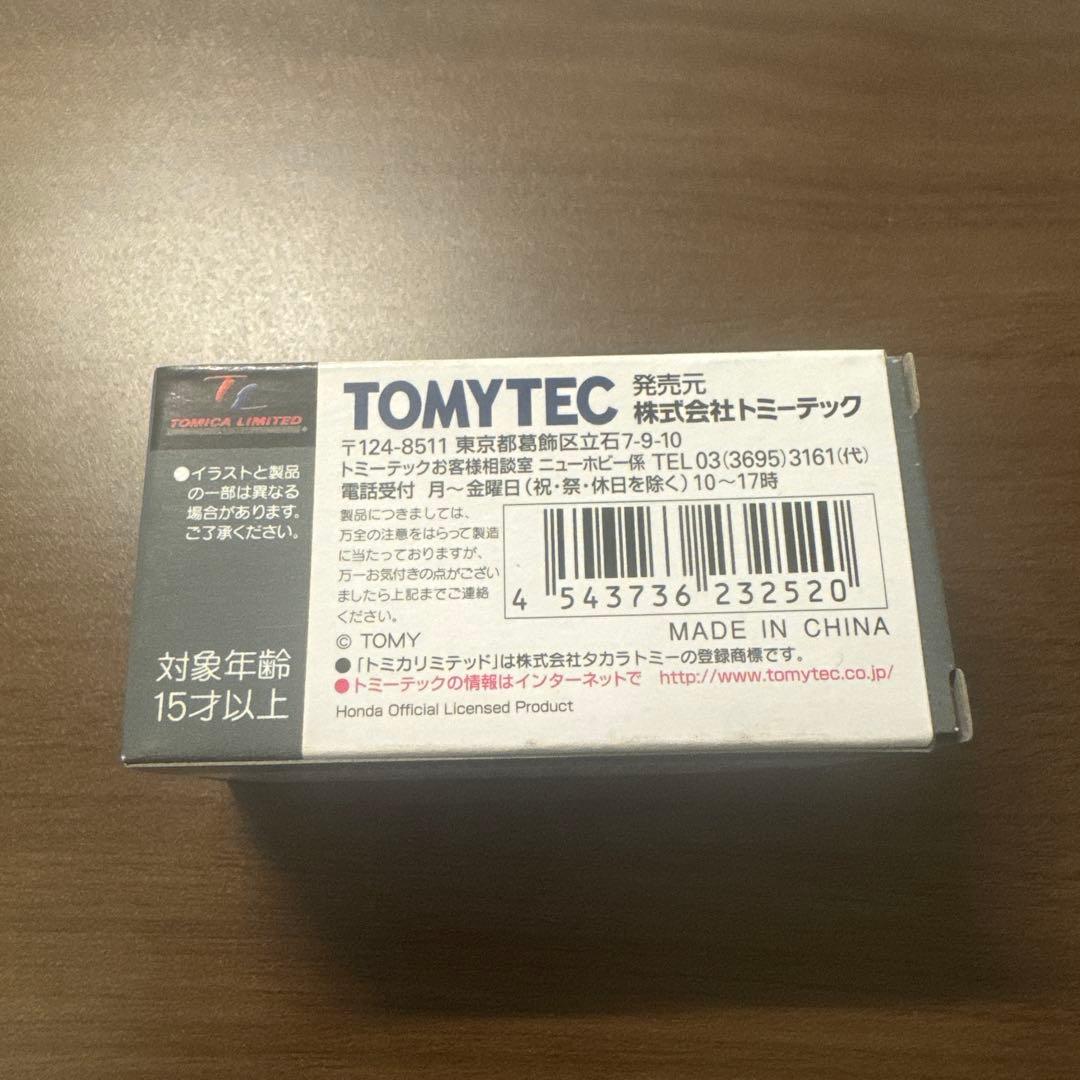 TL
TOMICA LIMITED
●イラストと製品
の一部は異なる
場合があります。
ご了承ください。
対象年齢
15才以上
TOMYTEC 発売元
株式会社トミーテック
〒124-8511 東京都葛飾区立石7-9-10
トミーテックお客様相談室 ニューホビー係 TEL 03(3695)3161(代)
電話受付 月〜金曜日(祝・祭・休日を除く)10〜17時
製品につきましては、
万全の注意をはらって製造
に当たっておりますが、
万一お気付きの点がござい
ましたら上記までご連絡
ください。
4 543736 232520
© TOMY
MADE IN CHINA
●「トミカリミテッド」は株式会社タカラトミーの登録商標です。
●トミーテックの情報はインターネットで http://www.tomytec.co.jp/
Honda Official Licensed Product